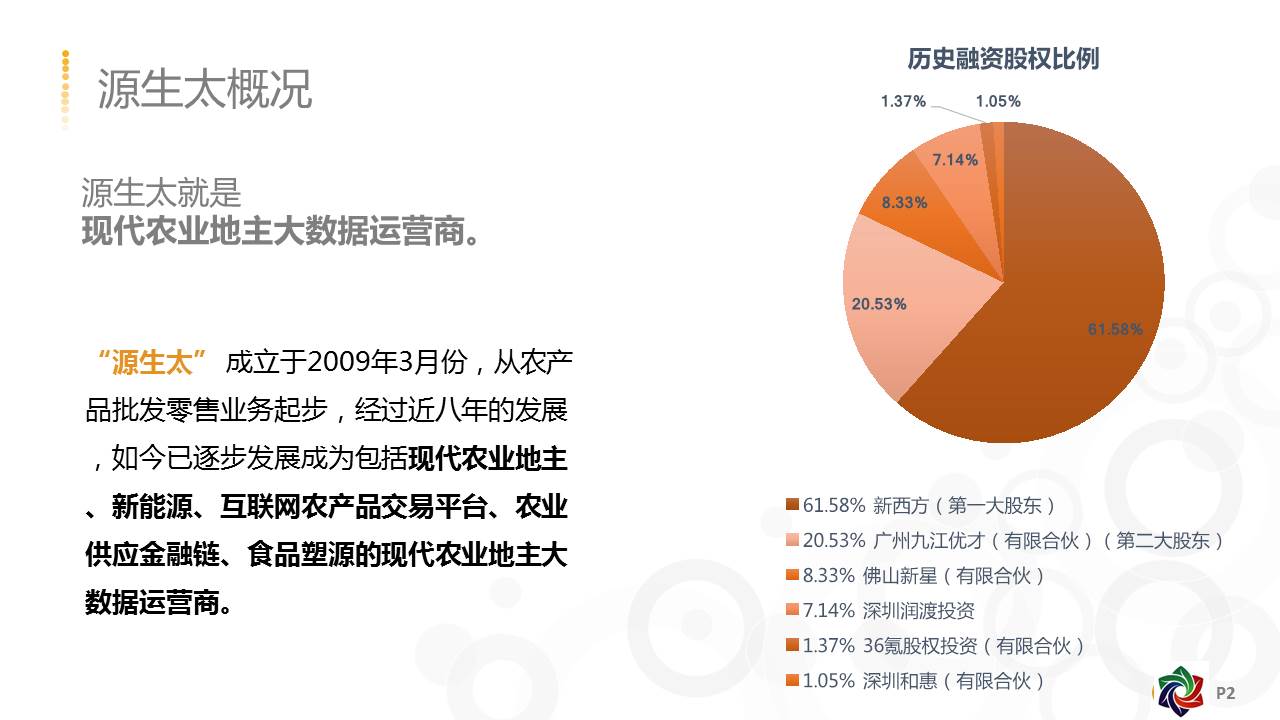 源生太概况
源生太就是
现代农业地主大数据运营商。
“源生太”成立于2009年3月份，从农产
品批发零售业务起步，经过近八年的发展
，如今已逐步发展成为包括现代农业地主
、新能源、互联网农产品交易平台、农业
供应金融链、食品塑源的现代农业地主大
数据运营商。
历史融资股权比例
1.37%
1.05%
7.14%
8.33%
20.53%
61.58%
61.58% 新西方（第一大股东）
20.53% 广州九江优才（有限合伙）（第二大股东）
8.33% 佛山新星（有限合伙）
7.14% 深圳润渡投资
1.37% 36氪股权投资（有限合伙）
1.05% 深圳和惠（有限合伙）
P2